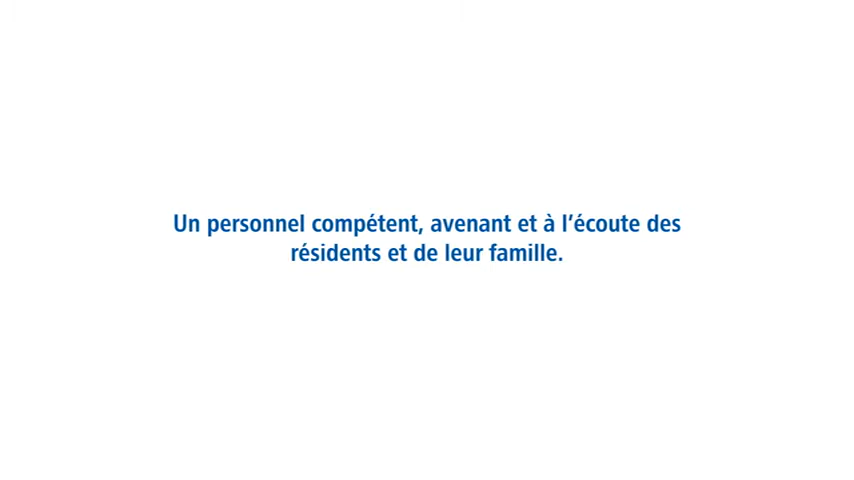 Un personnel compétent, avenant et à l’écoute des
résidents et de leur famille.